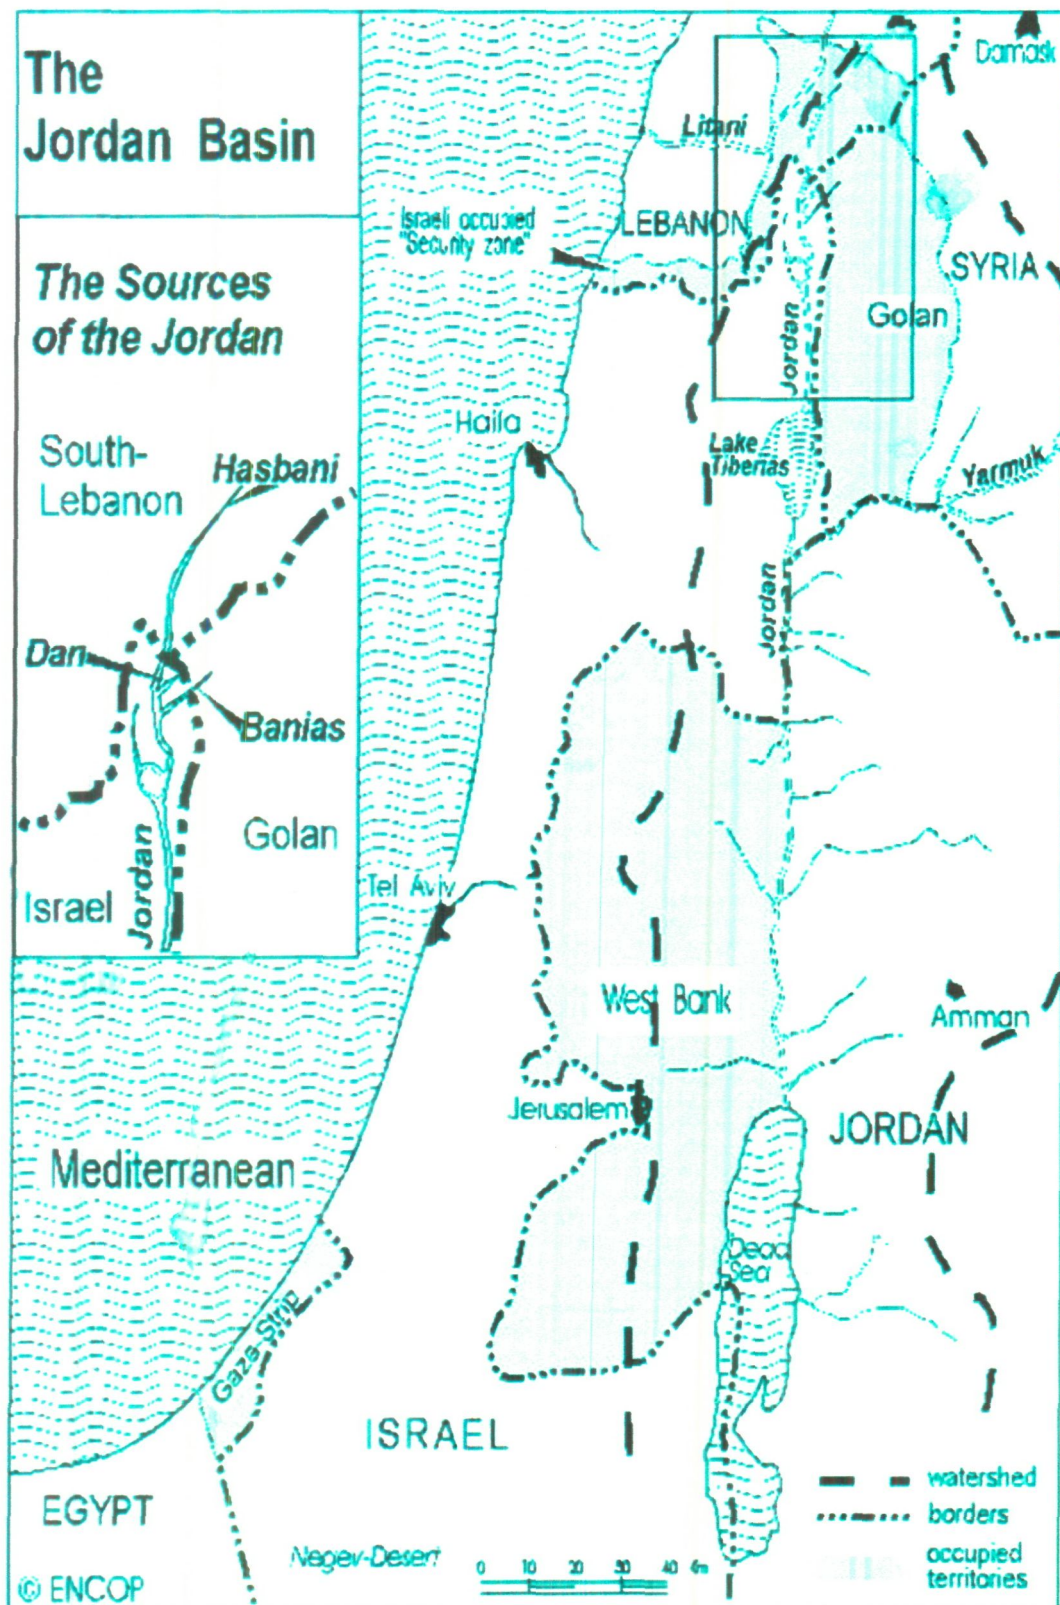 The
Jordan Basin
The Sources
of the Jordan
South-
Lebanon
Hasbani
Dan
Banias
Golan
Jordan
Israel
Damask
Litani
Israeli occupied
"Security zone"
LEBANON
SYRIA
Golan
Jordan
Haifa
Lake
Tiberias
Yarmuk
Jordan
Tel Aviv
West Bank
Amman
Jerusalem
JORDAN
Mediterranean
Dead
Sea
Gaza-Strip
ISRAEL
EGYPT
Negev-Desert
0 10 20 30 40 km
watershed
borders
occupied
territories
© ENCOP